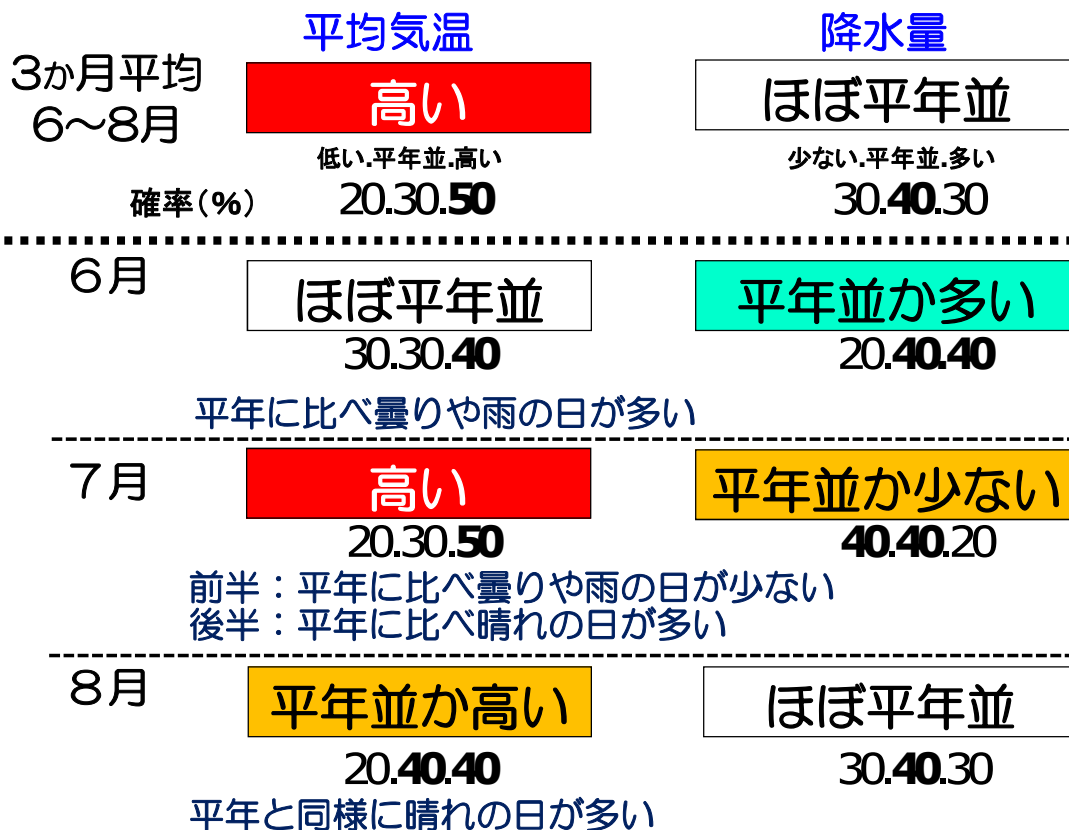 平均気温 降水量
3か月平均
6～8月
高い ほぼ平年並
低い.平年並.高い 少ない.平年並.多い
確率(%) 20.30.50 30.40.30
6月 ほぼ平年並 平年並か多い
30.30.40 20.40.40
平年に比べ曇りや雨の日が多い
7月 高い 平年並か少ない
20.30.50 40.40.20
前半：平年に比べ曇りや雨の日が少ない
後半：平年に比べ晴れの日が多い
8月 平年並か高い ほぼ平年並
20.40.40 30.40.30
平年と同様に晴れの日が多い